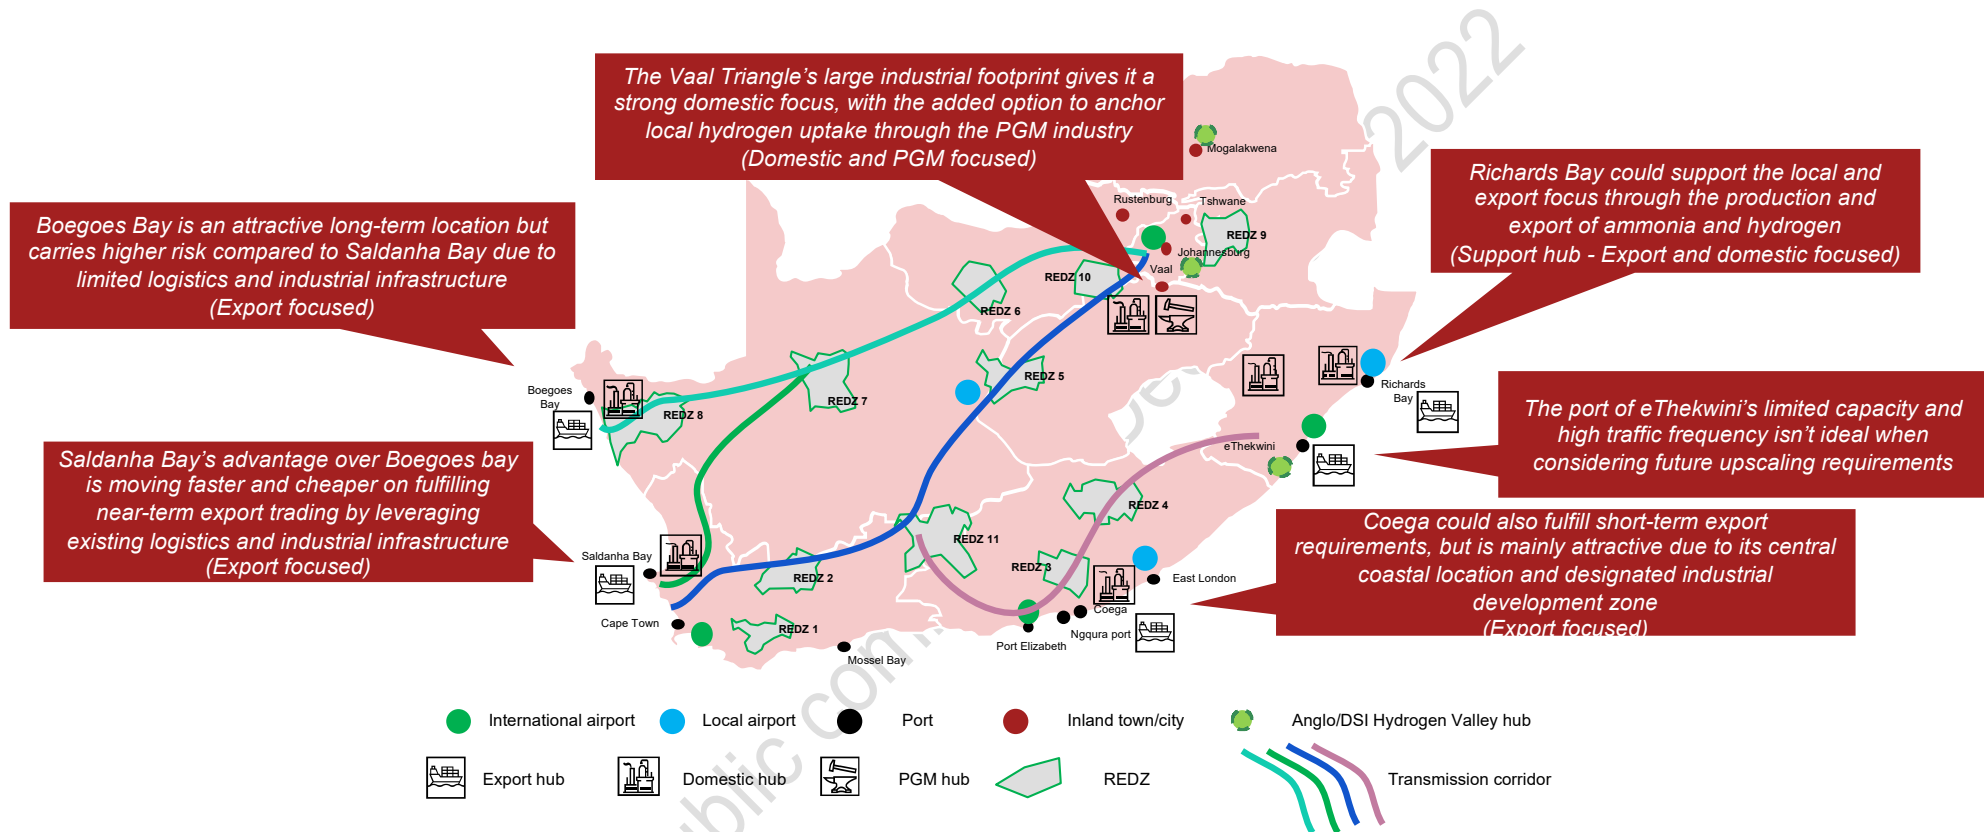 The Vaal Triangle's large industrial footprint gives it a
strong domestic focus, with the added option to anchor
local hydrogen uptake through the PGM industry
(Domestic and PGM focused)
Richards Bay could support the local and
export focus through the production and
export of ammonia and hydrogen
(Support hub - Export and domestic focused)
Boegoes Bay is an attractive long-term location but
carries higher risk compared to Saldanha Bay due to
limited logistics and industrial infrastructure
(Export focused)
The port of eThekwini's limited capacity and
high traffic frequency isn't ideal when
considering future upscaling requirements
Saldanha Bay's advantage over Boegoes bay
is moving faster and cheaper on fulfilling
near-term export trading by leveraging
existing logistics and industrial infrastructure
(Export focused)
Coega could also fulfill short-term export
requirements, but is mainly attractive due to its central
coastal location and designated industrial
development zone
(Export focused)
Mogalakwena
Rustenburg
Tshwane
REDZ 9
Johannesburg
Vaal
REDZ 10
REDZ 6
REDZ 5
REDZ 7
REDZ 8
Boegoes
Bay
Richards
Bay
eThekwini
REDZ 4
REDZ 11
REDZ 3
REDZ 2
REDZ 1
Saldanha Bay
Cape Town
Mossel Bay
Port Elizabeth
Ngqura port
Coega
East London
International airport
Local airport
Port
Inland town/city
Anglo/DSI Hydrogen Valley hub
Export hub
Domestic hub
PGM hub
REDZ
Transmission corridor
2022